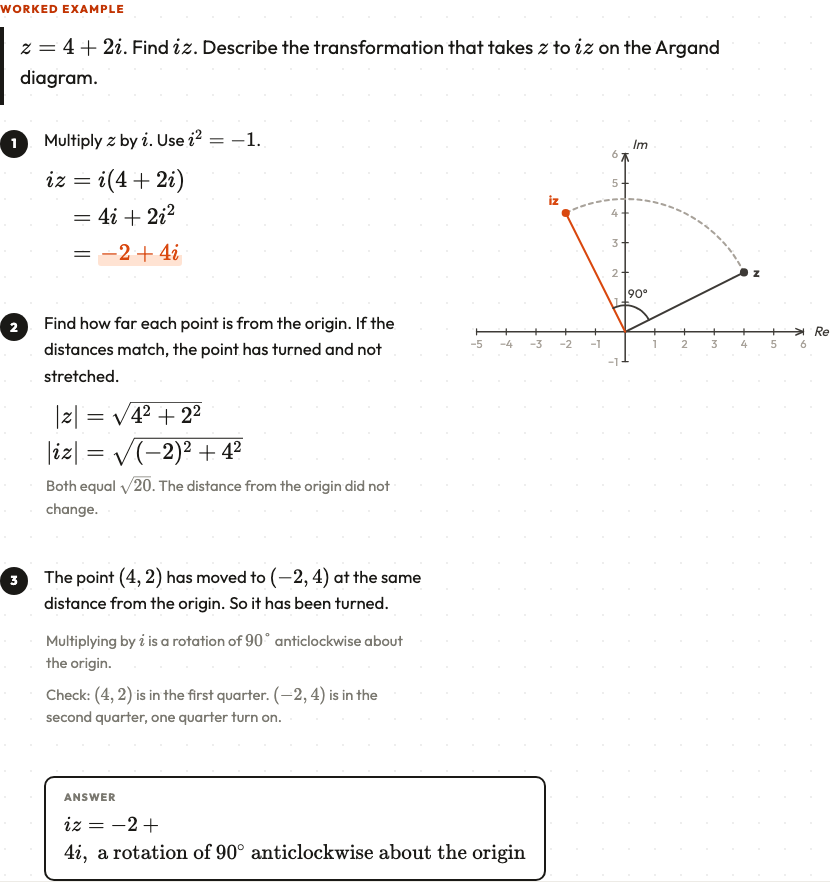 WORKED EXAMPLE
z = 4 + 2i. Find iz. Describe the transformation that takes z to iz on the Argand
diagram.
1
Multiply z by i. Use i² = −1.
iz = i(4 + 2i)
= 4i + 2i²
= −2 + 4i
2
Find how far each point is from the origin. If the
distances match, the point has turned and not
stretched.
|z| = √(4² + 2²)
|iz| = √((−2)² + 4²)
Both equal √20. The distance from the origin did not
change.
3
The point (4, 2) has moved to (−2, 4) at the same
distance from the origin. So it has been turned.
Multiplying by i is a rotation of 90° anticlockwise about
the origin.
Check: (4, 2) is in the first quarter. (−2, 4) is in the
second quarter, one quarter turn on.
Im
6
5
iz
4
3
2
z
90°
1
Re
−5 −4 −3 −2 −1 1 2 3 4 5 6
−1
ANSWER
iz = −2 +
4i, a rotation of 90° anticlockwise about the origin